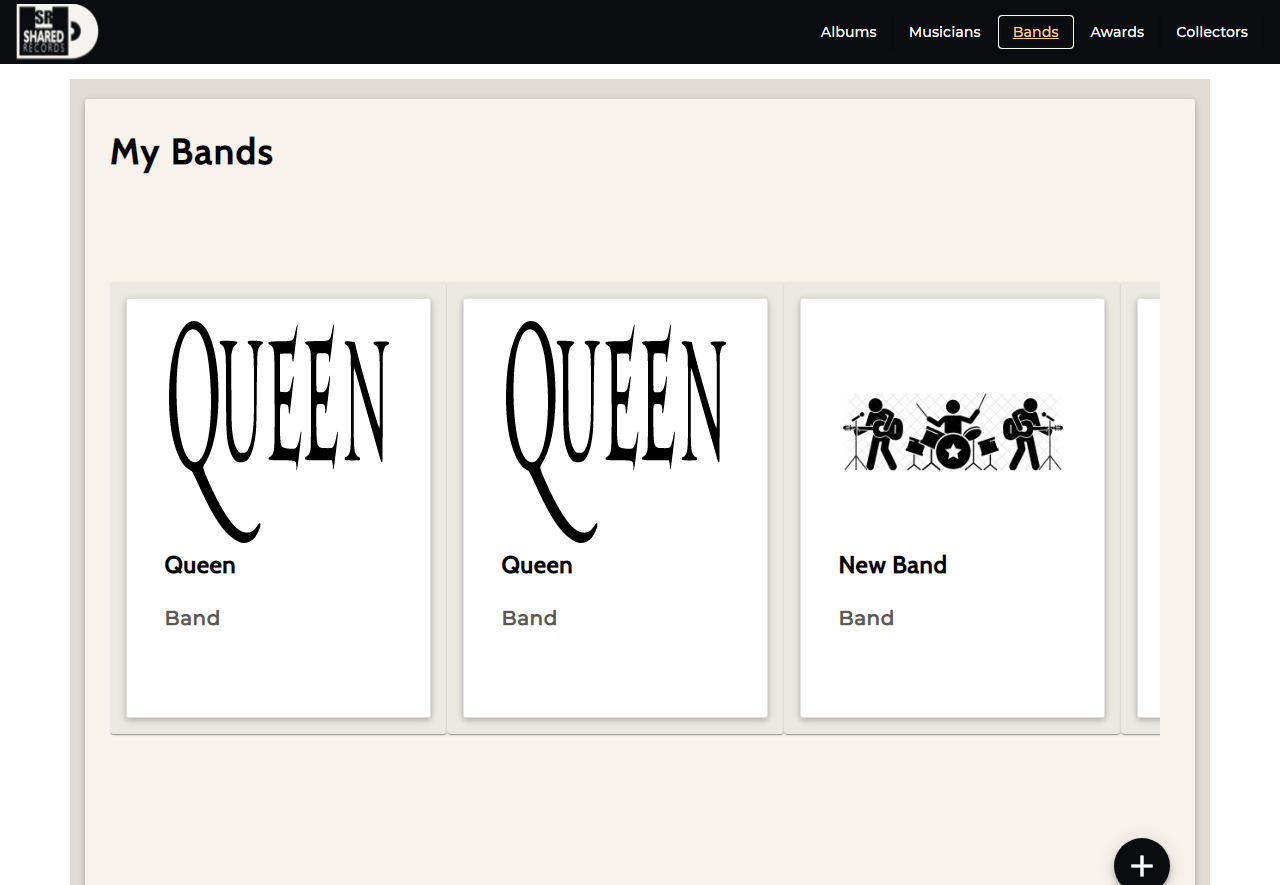 SR
SHARED
RECORDS
Albums Musicians Bands Awards Collectors
My Bands
QUEEN QUEEN
Queen Queen New Band
Band Band Band